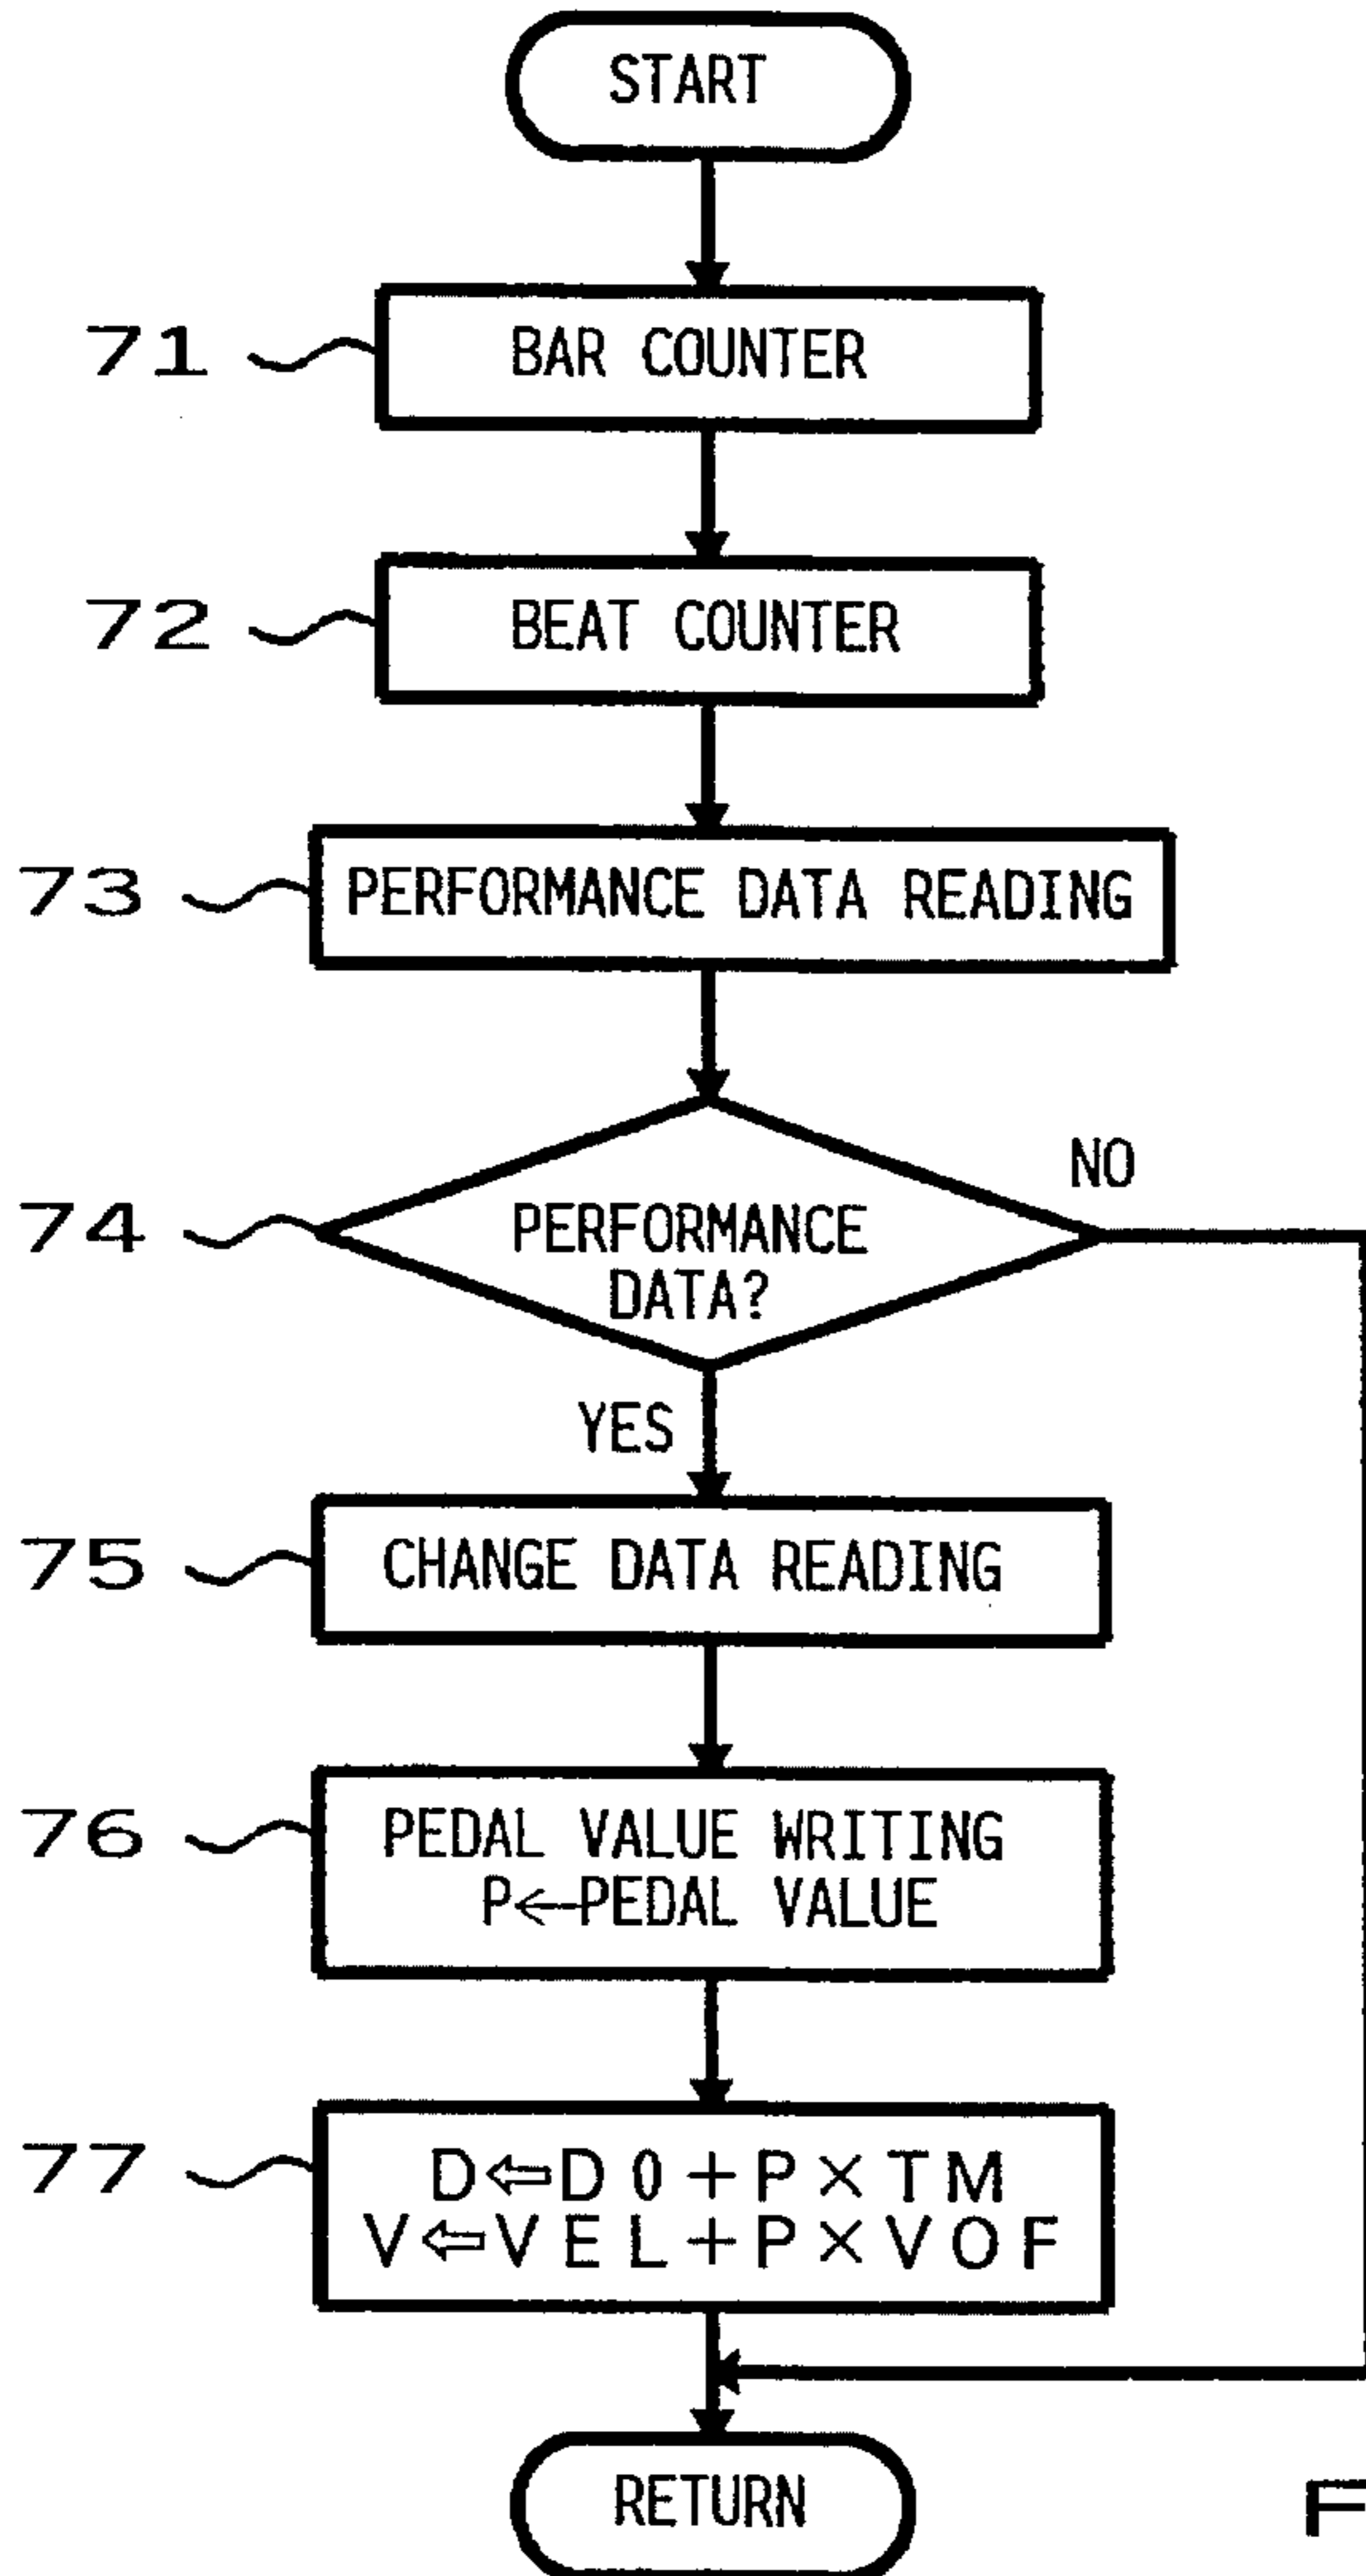 START
71 BAR COUNTER
72 BEAT COUNTER
73 PERFORMANCE DATA READING
NO
74 PERFORMANCE
DATA?
YES
75 CHANGE DATA READING
76 PEDAL VALUE WRITING
P←PEDAL VALUE
77 D⇐D0+P×TM
V⇐VEL+P×VOF
RETURN
F